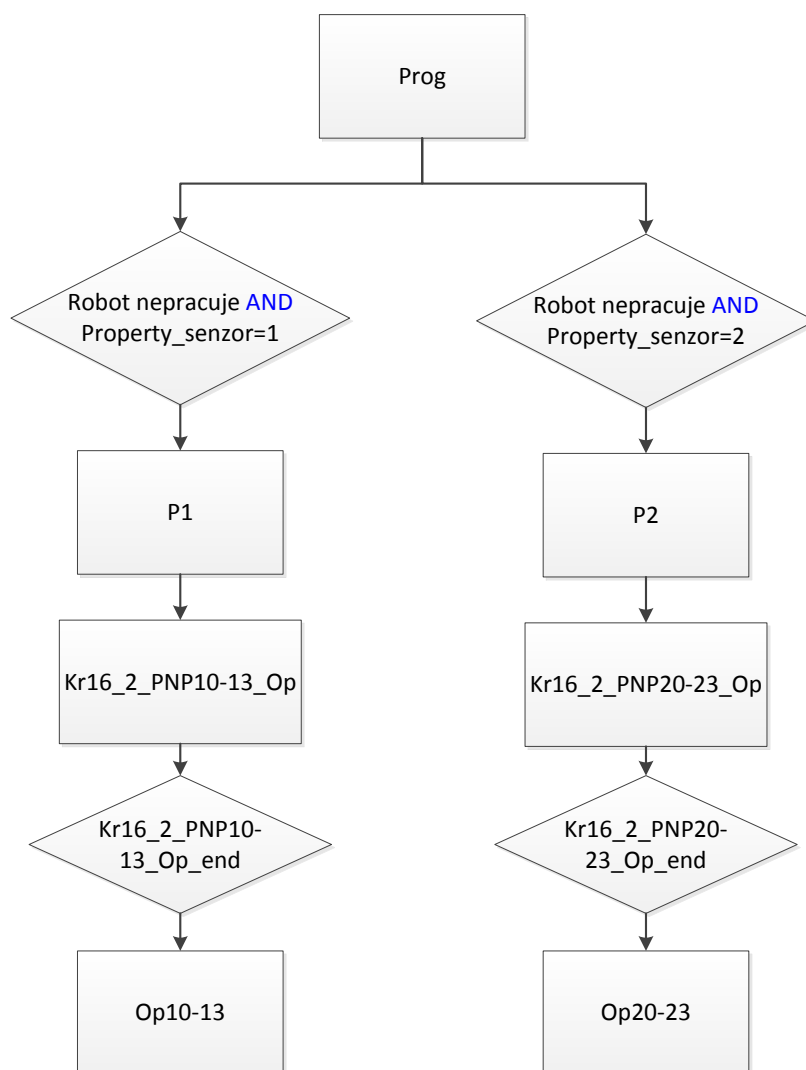 Prog
Robot nepracuje AND
Property_senzor=1
Robot nepracuje AND
Property_senzor=2
P1
P2
Kr16_2_PNP10-13_Op
Kr16_2_PNP20-23_Op
Kr16_2_PNP10-
13_Op_end
Kr16_2_PNP20-
23_Op_end
Op10-13
Op20-23